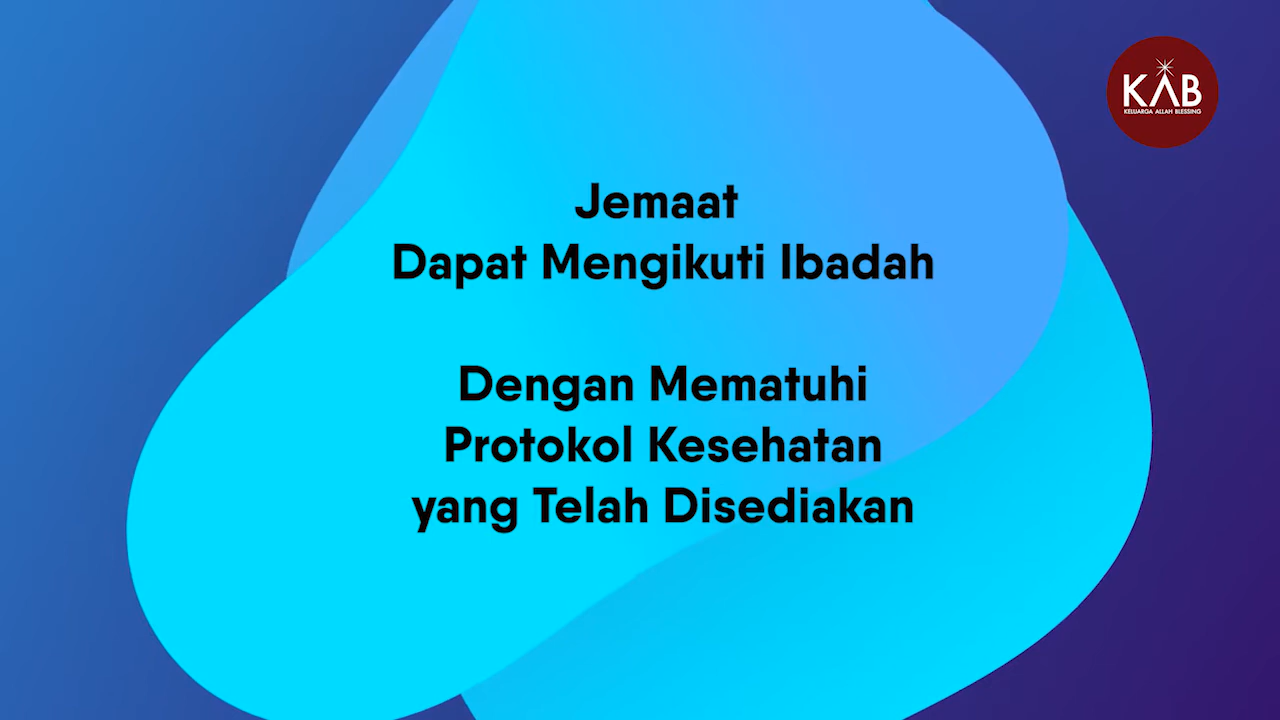 KAB
KELUARGA ALLAH BLESSING
Jemaat
Dapat Mengikuti Ibadah
Dengan Mematuhi
Protokol Kesehatan
yang Telah Disediakan